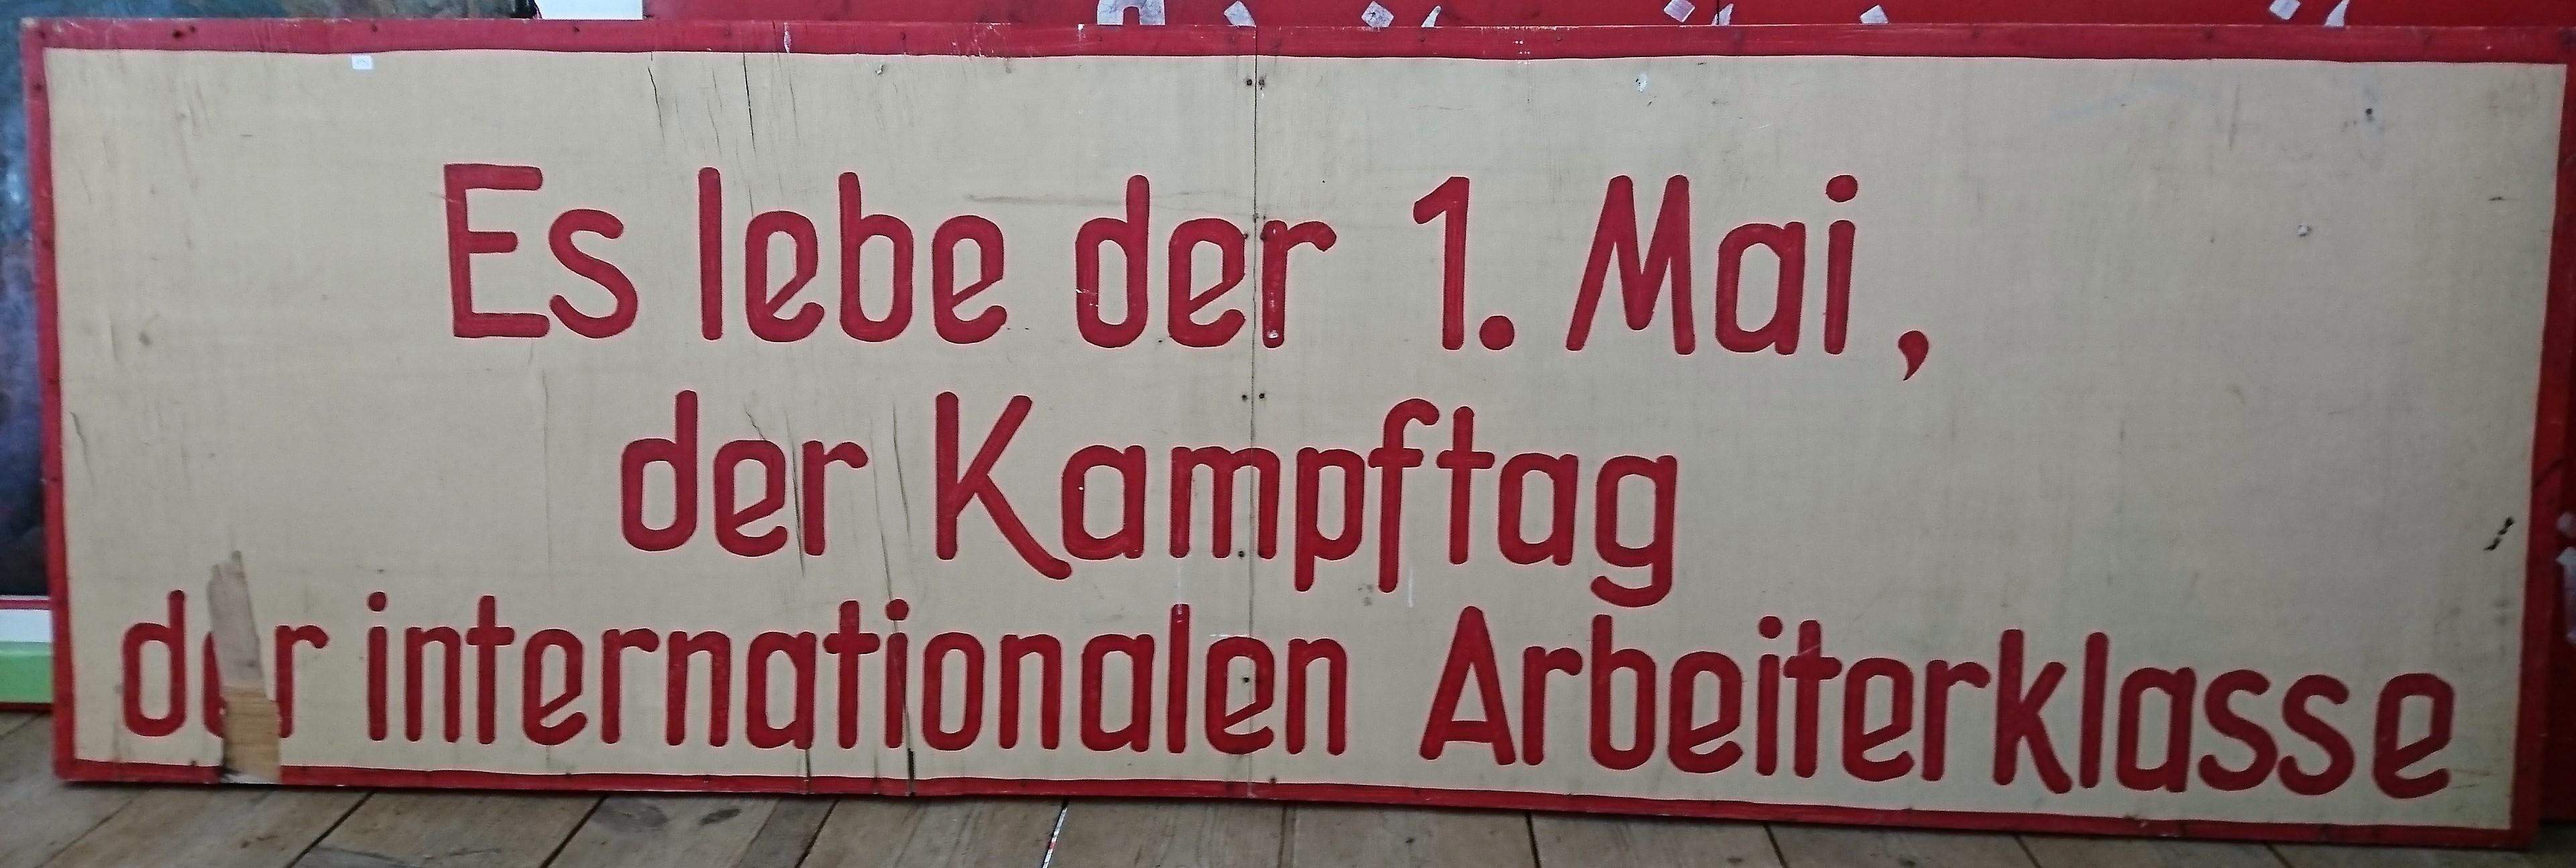 Es lebe der 1. Mai,
der Kampftag
der internationalen Arbeiterklasse